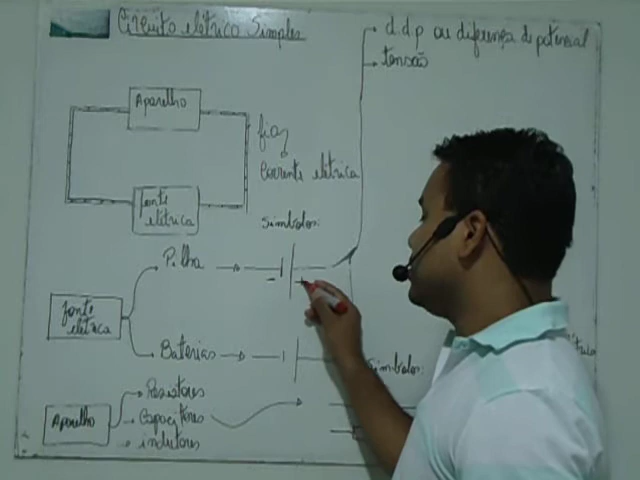 Circuito elétrico Simples
d.d.p ou diferença de potencial
tensão
Aparelho
fios
Corrente elétrica
fonte
elétrica
Símbolos:
Pilha
- +
fonte
elétrica
Baterias
Símbolos:
Resistores
Aparelho
Capacitores
indutores